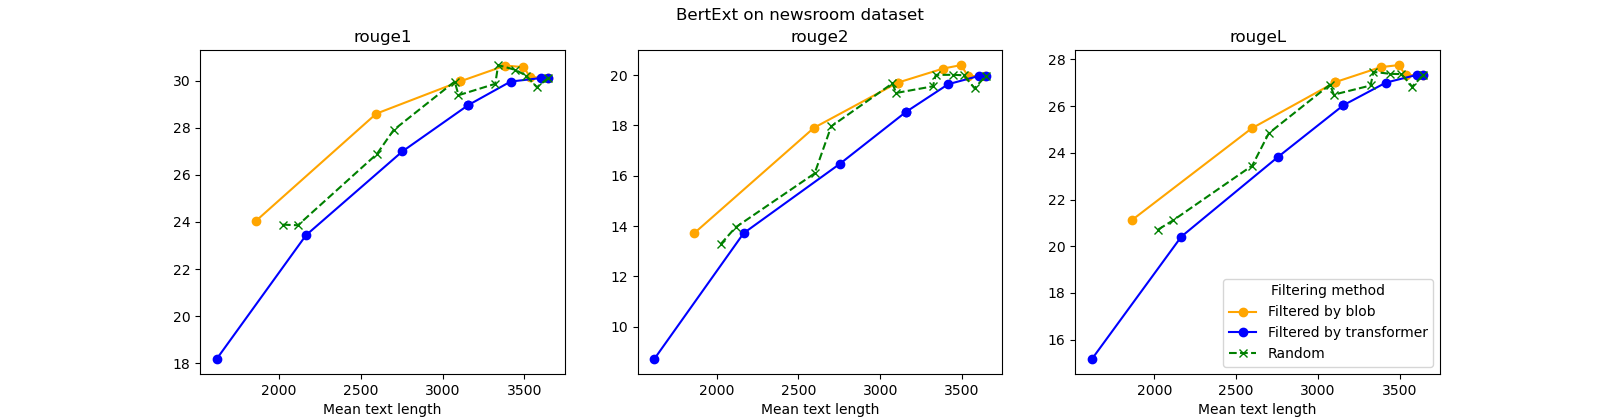 BertExt on newsroom dataset
rouge1
30
28
26
24
22
20
18
2000 2500 3000 3500
Mean text length
rouge2
20
18
16
14
12
10
2000 2500 3000 3500
Mean text length
rougeL
28
26
24
22
20
18
16
2000 2500 3000 3500
Mean text length
Filtering method
Filtered by blob
Filtered by transformer
Random